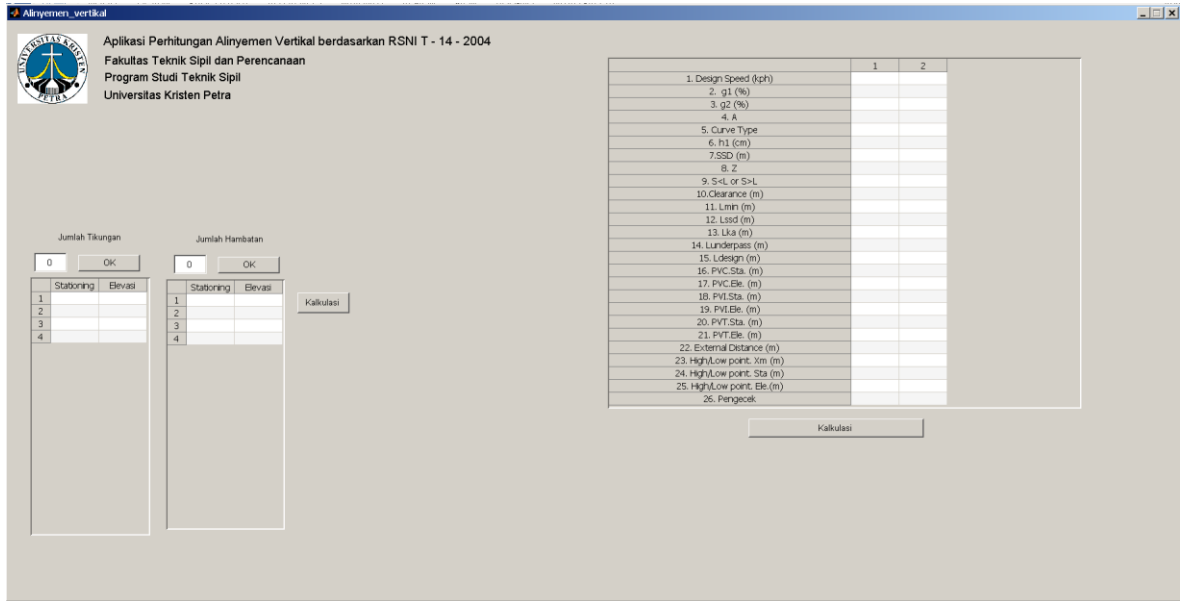 Alinyemen_vertikal
UNIVERSITAS KRISTEN
PETRA
Aplikasi Perhitungan Alinyemen Vertikal berdasarkan RSNI T - 14 - 2004
Fakultas Teknik Sipil dan Perencanaan
Program Studi Teknik Sipil
Universitas Kristen Petra
Jumlah Tikungan
0 OK
Stationing Elevasi
1
2
3
4
Jumlah Hambatan
0 OK
Stationing Elevasi
1
2
3
4
Kalkulasi
1 2
1. Design Speed (kph)
2. g1 (%)
3. g2 (%)
4. A
5. Curve Type
6. h1 (cm)
7.SSD (m)
8. Z
9. S<L or S>L
10.Clearance (m)
11. Lmin (m)
12. Lssd (m)
13. Lka (m)
14. Lunderpass (m)
15. Ldesign (m)
16. PVC.Sta. (m)
17. PVC.Ele. (m)
18. PVI.Sta. (m)
19. PVI.Ele. (m)
20. PVT.Sta. (m)
21. PVT.Ele. (m)
22. External Distance (m)
23. High/Low point. Xm (m)
24. High/Low point. Sta (m)
25. High/Low point. Ele.(m)
26. Pengecek
Kalkulasi